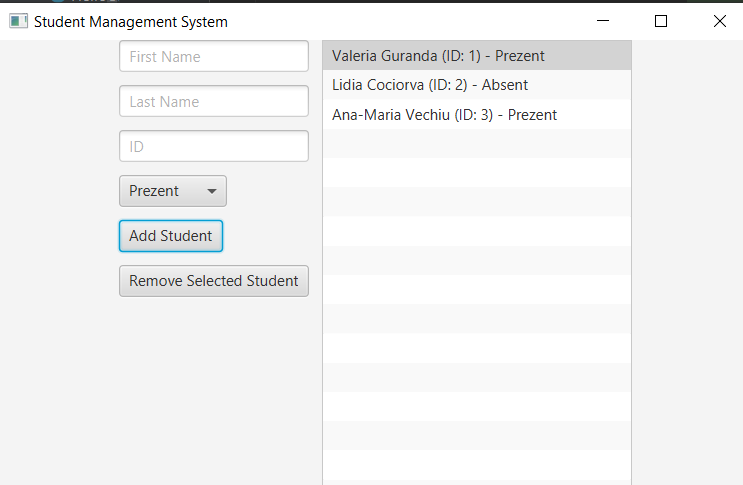 Student Management System
First Name
Last Name
ID
Prezent
Add Student
Remove Selected Student
Valeria Guranda (ID: 1) - Prezent
Lidia Cociorva (ID: 2) - Absent
Ana-Maria Vechiu (ID: 3) - Prezent